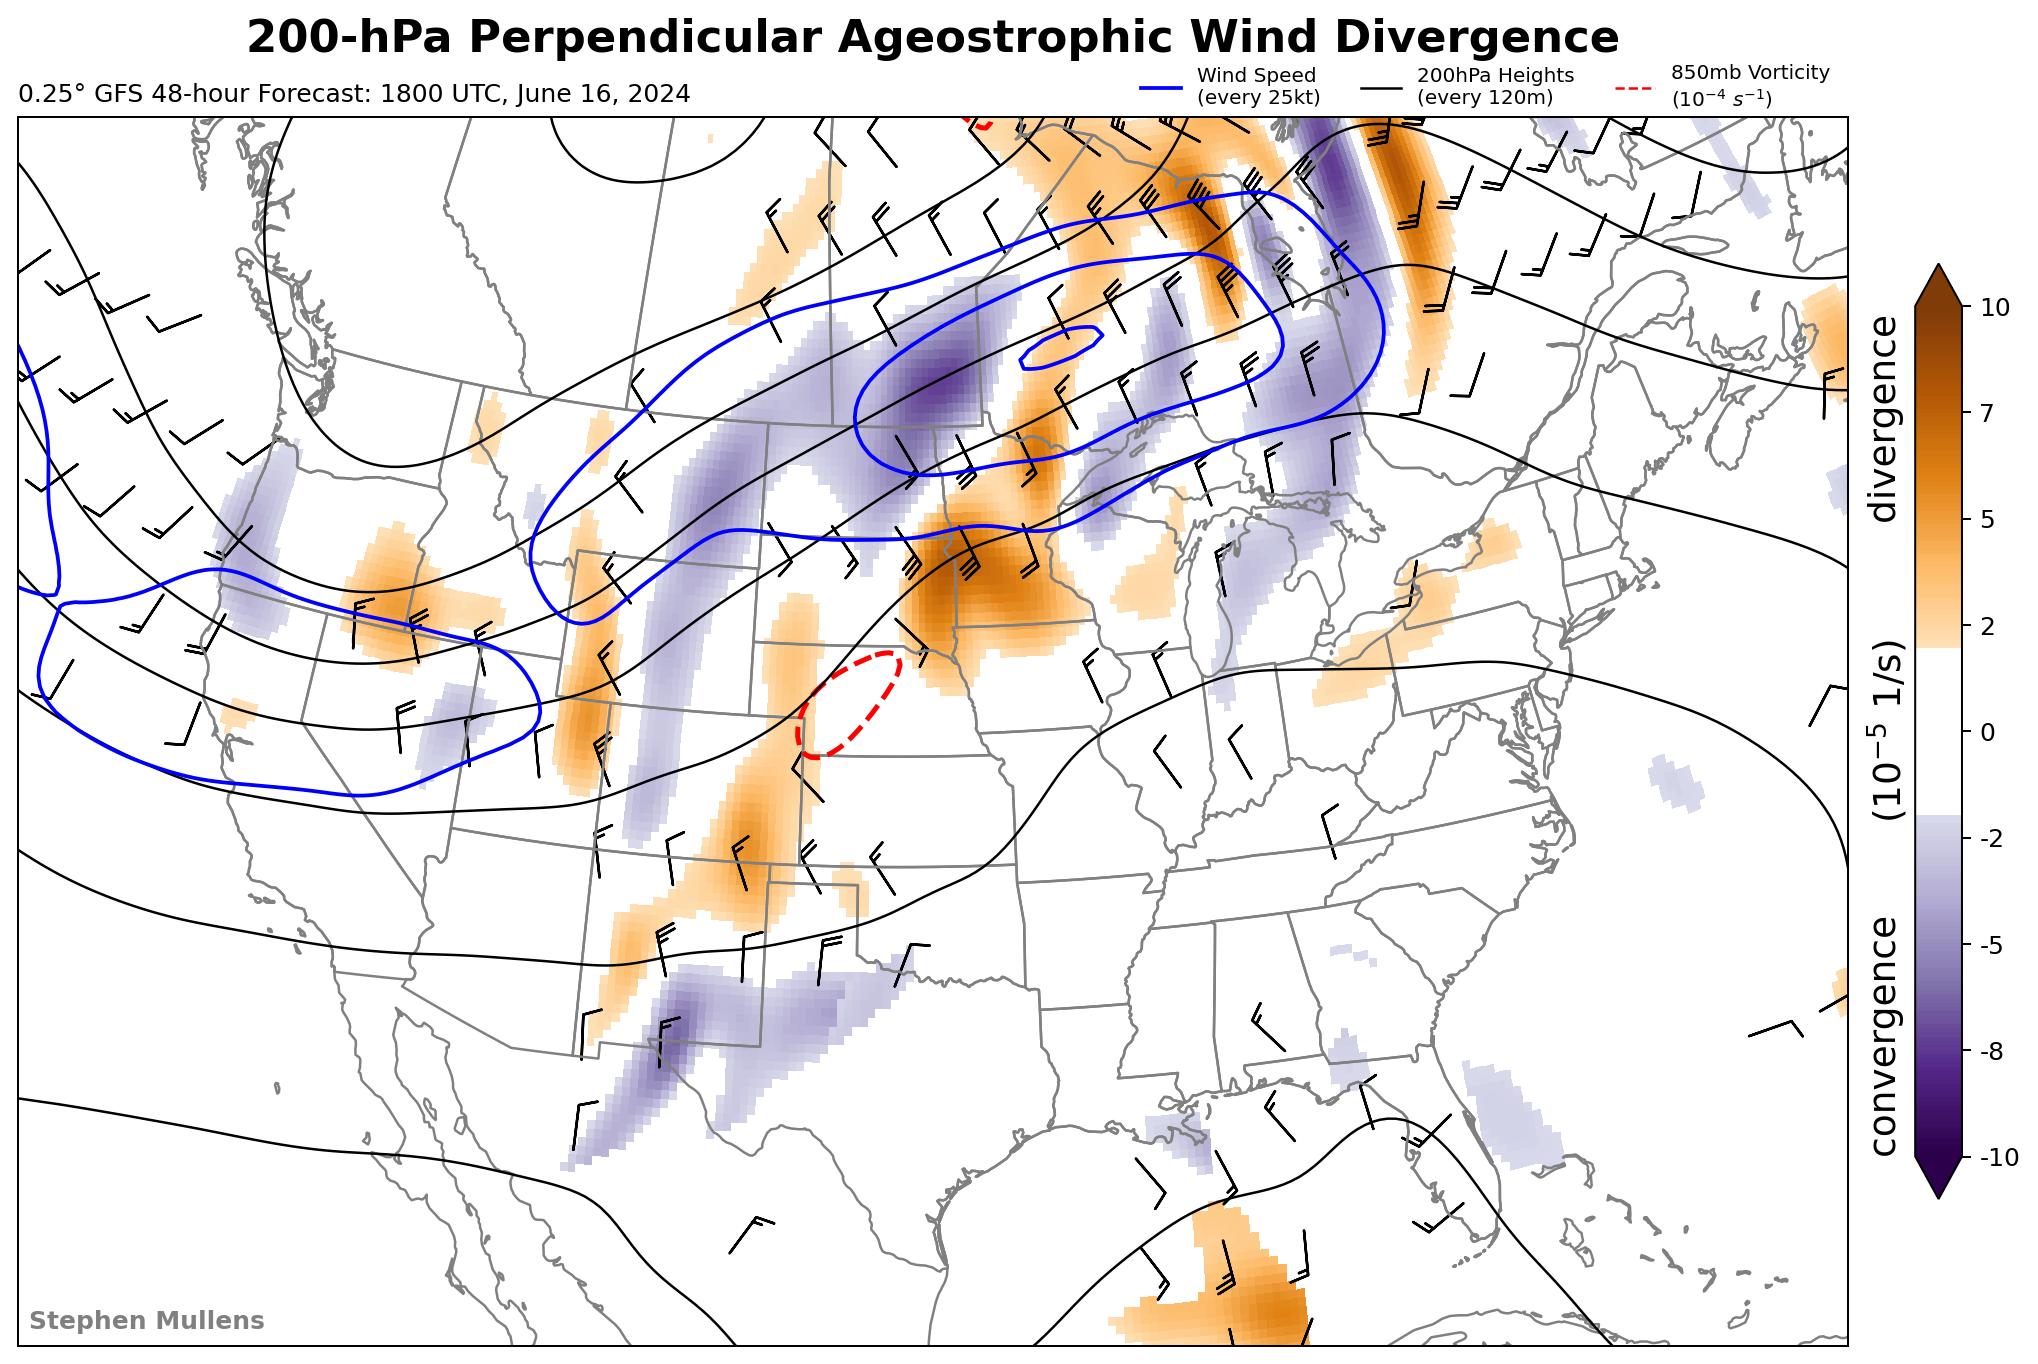 200-hPa Perpendicular Ageostrophic Wind Divergence
0.25° GFS 48-hour Forecast: 1800 UTC, June 16, 2024
Wind Speed
(every 25kt)
200hPa Heights
(every 120m)
850mb Vorticity
(10⁻⁴ s⁻¹)
10
7
5
2
0
-2
-5
-8
-10
convergence (10⁻⁵ 1/s) divergence
Stephen Mullens